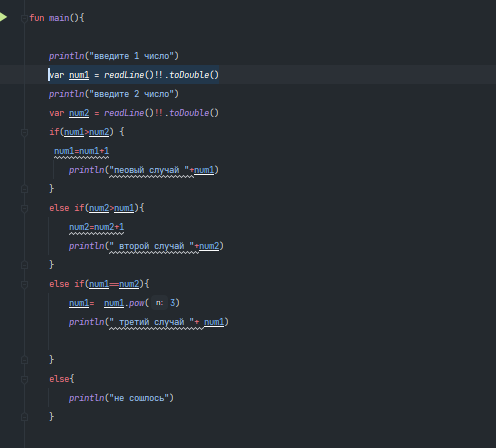 fun main(){
println("введите 1 число")
var num1 = readLine()!!.toDouble()
println("введите 2 число")
var num2 = readLine()!!.toDouble()
if(num1>num2) {
num1=num1+1
println("пеовый случай "+num1)
}
else if(num2>num1){
num2=num2+1
println(" второй случай "+num2)
}
else if(num1==num2){
num1= num1.pow( n: 3)
println(" третий случай "+ num1)
}
else{
println("не сошлось")
}